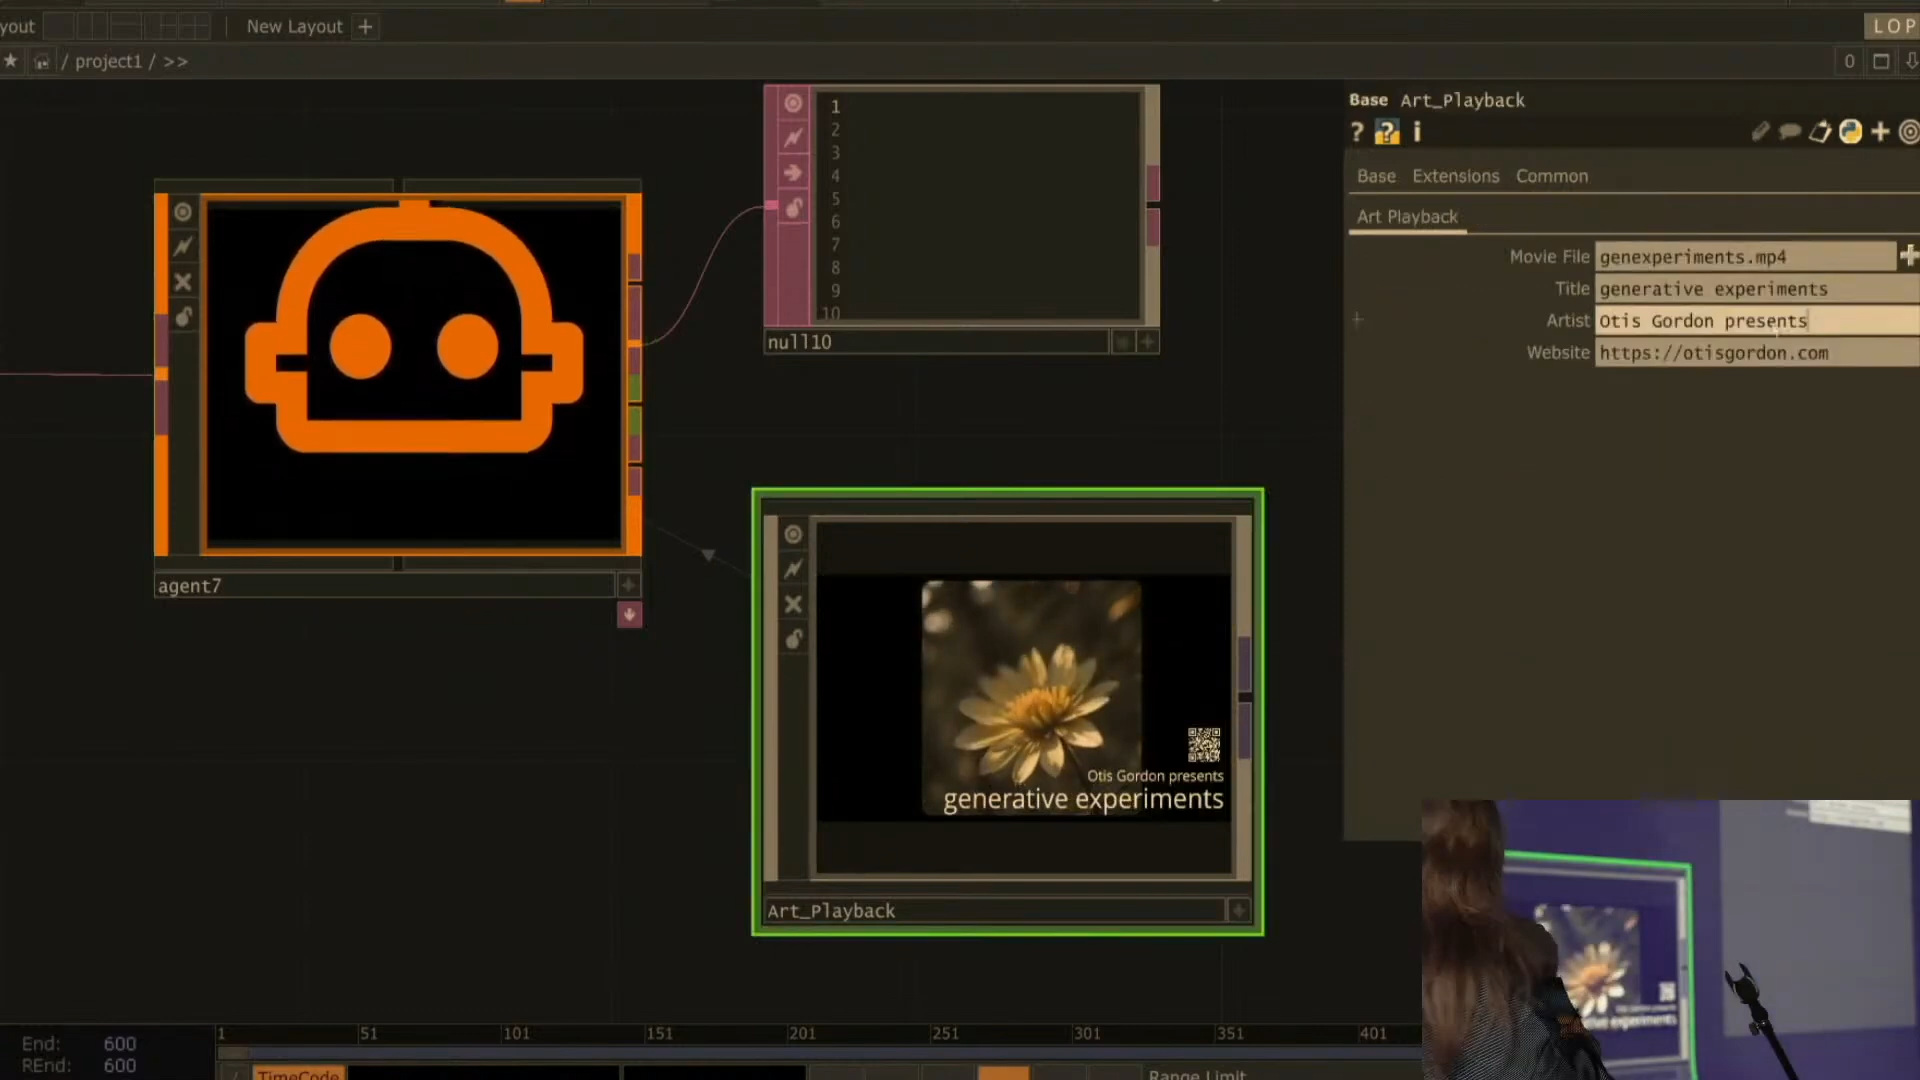 yout
New Layout +
LOP
/ project1 / >>
0
1
2
3
4
5
6
7
8
9
10
null10
agent7
Otis Gordon presents
generative experiments
Art_Playback
Base Art_Playback
? ? i
Base Extensions Common
Art Playback
Movie File genexperiments.mp4
Title generative experiments
Artist Otis Gordon presents
Website https://otisgordon.com
generative experiments
End: 600
REnd: 600
1 51 101 151 201 251 301 351 401
TimeCode
Range Limit